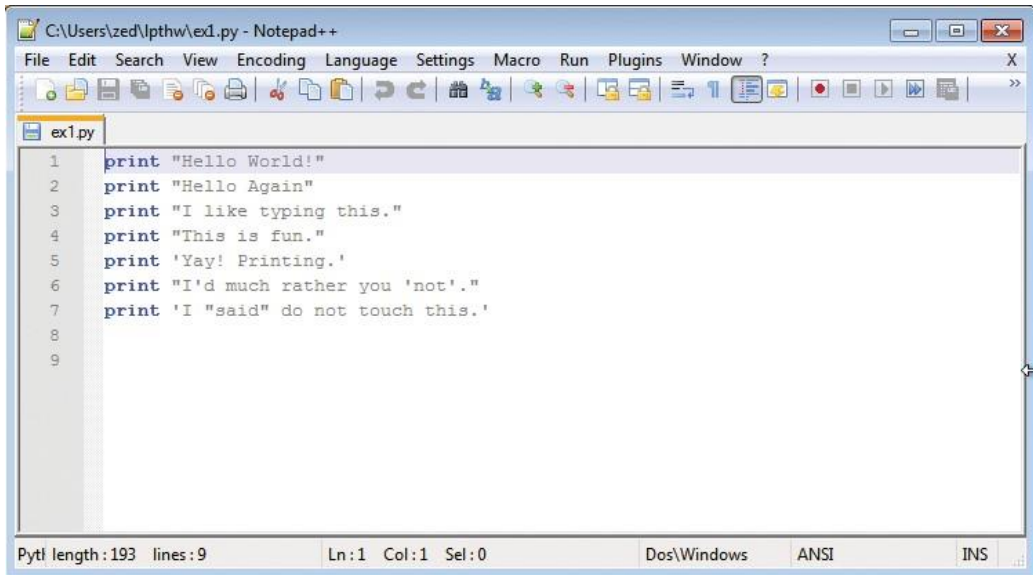 C:\Users\zed\lpthw\ex1.py - Notepad++
File Edit Search View Encoding Language Settings Macro Run Plugins Window ? X
ex1.py
1 print "Hello World!"
2 print "Hello Again"
3 print "I like typing this."
4 print "This is fun."
5 print 'Yay! Printing.'
6 print "I'd much rather you 'not'."
7 print 'I "said" do not touch this.'
8
9
Pyth length : 193 lines : 9 Ln : 1 Col : 1 Sel : 0 Dos\Windows ANSI INS